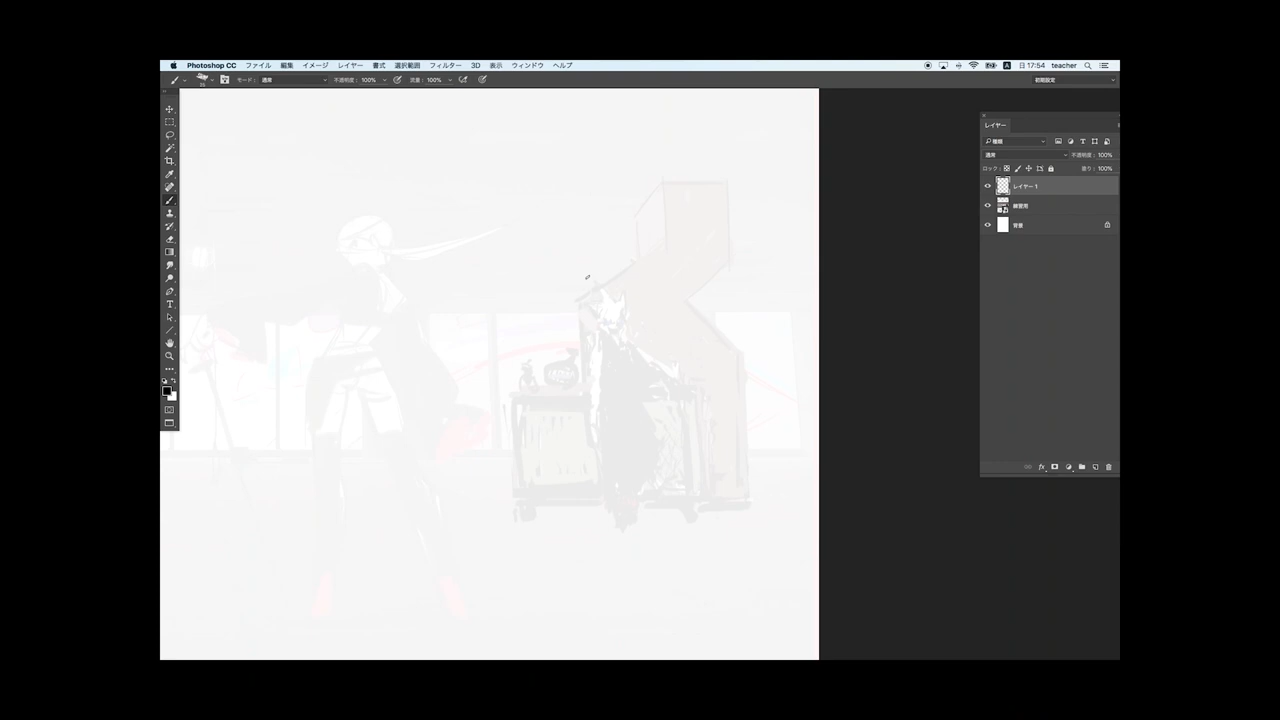 Photoshop CC ファイル 編集 イメージ レイヤー 書式 選択範囲 フィルター 3D 表示 ウィンドウ ヘルプ
日 17:54 teacher
35 モード: 通常 不透明度: 100% 流量: 100% 初期設定
レイヤー
種類
通常 不透明度: 100%
ロック: 塗り: 100%
レイヤー 1
練習用
背景